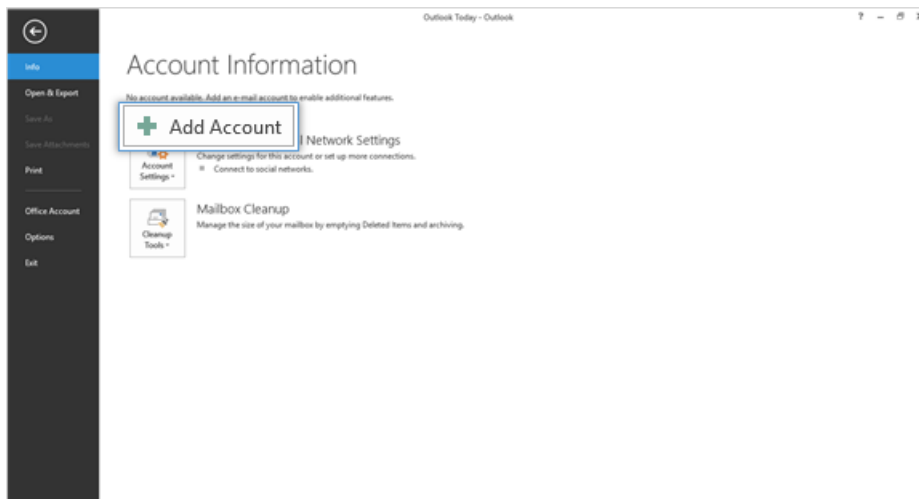 Outlook Today - Outlook
?
Info
Open & Export
Save As
Save Attachments
Print
Office Account
Options
Exit
Account Information
No account available. Add an e-mail account to enable additional features.
Add Account
l Network Settings
Account
Settings
Change settings for this account or set up more connections.
Connect to social networks.
Cleanup
Tools
Mailbox Cleanup
Manage the size of your mailbox by emptying Deleted Items and archiving.